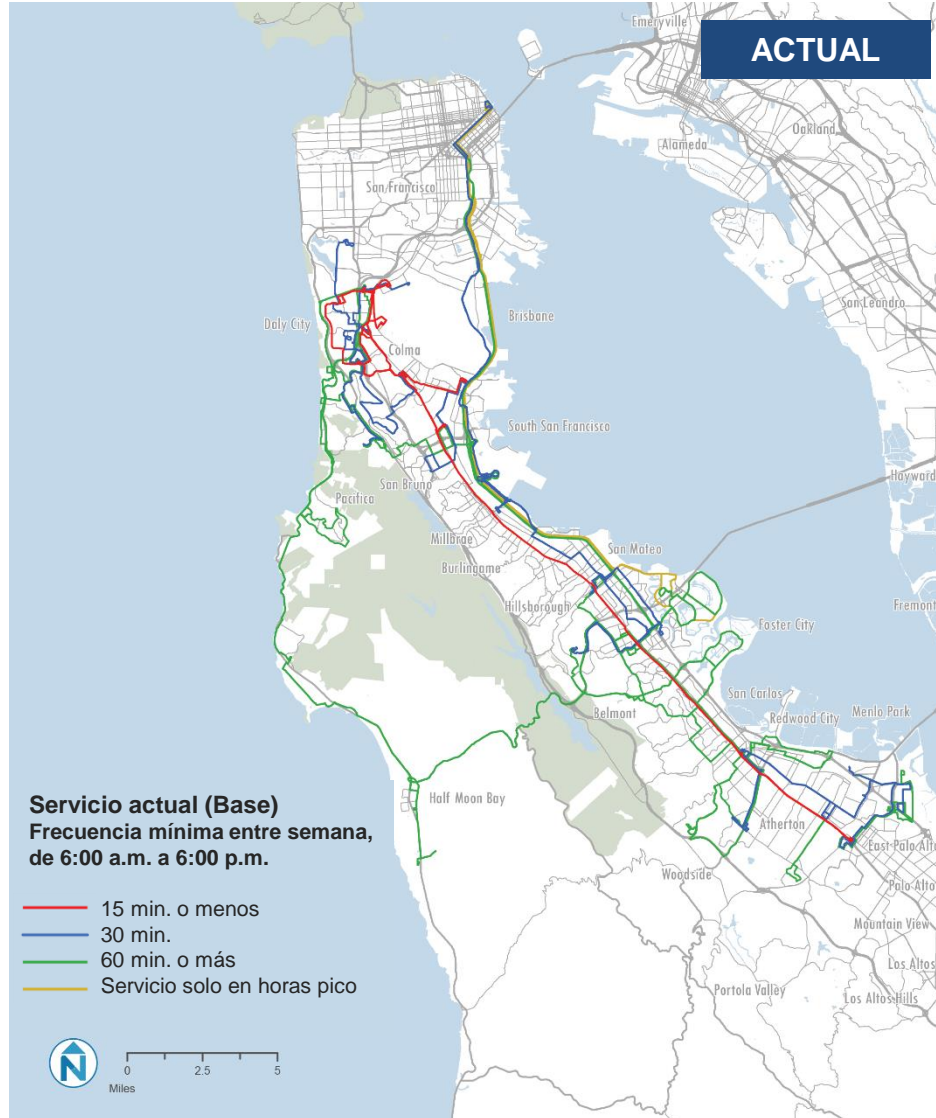 ACTUAL
Emeryville
Oakland
Alameda
San Francisco
San Leandro
Brisbane
Daly City
Colma
South San Francisco
Hayward
San Bruno
Pacifica
Millbrae
San Mateo
Burlingame
Hillsborough
Fremont
Foster City
San Carlos
Belmont
Redwood City
Menlo Park
Half Moon Bay
Atherton
East Palo Alto
Woodside
Palo Alto
Mountain View
Los Altos
Portola Valley
Los Altos Hills
Servicio actual (Base)
Frecuencia mínima entre semana,
de 6:00 a.m. a 6:00 p.m.
15 min. o menos
30 min.
60 min. o más
Servicio solo en horas pico
N
0 2.5 5
Miles